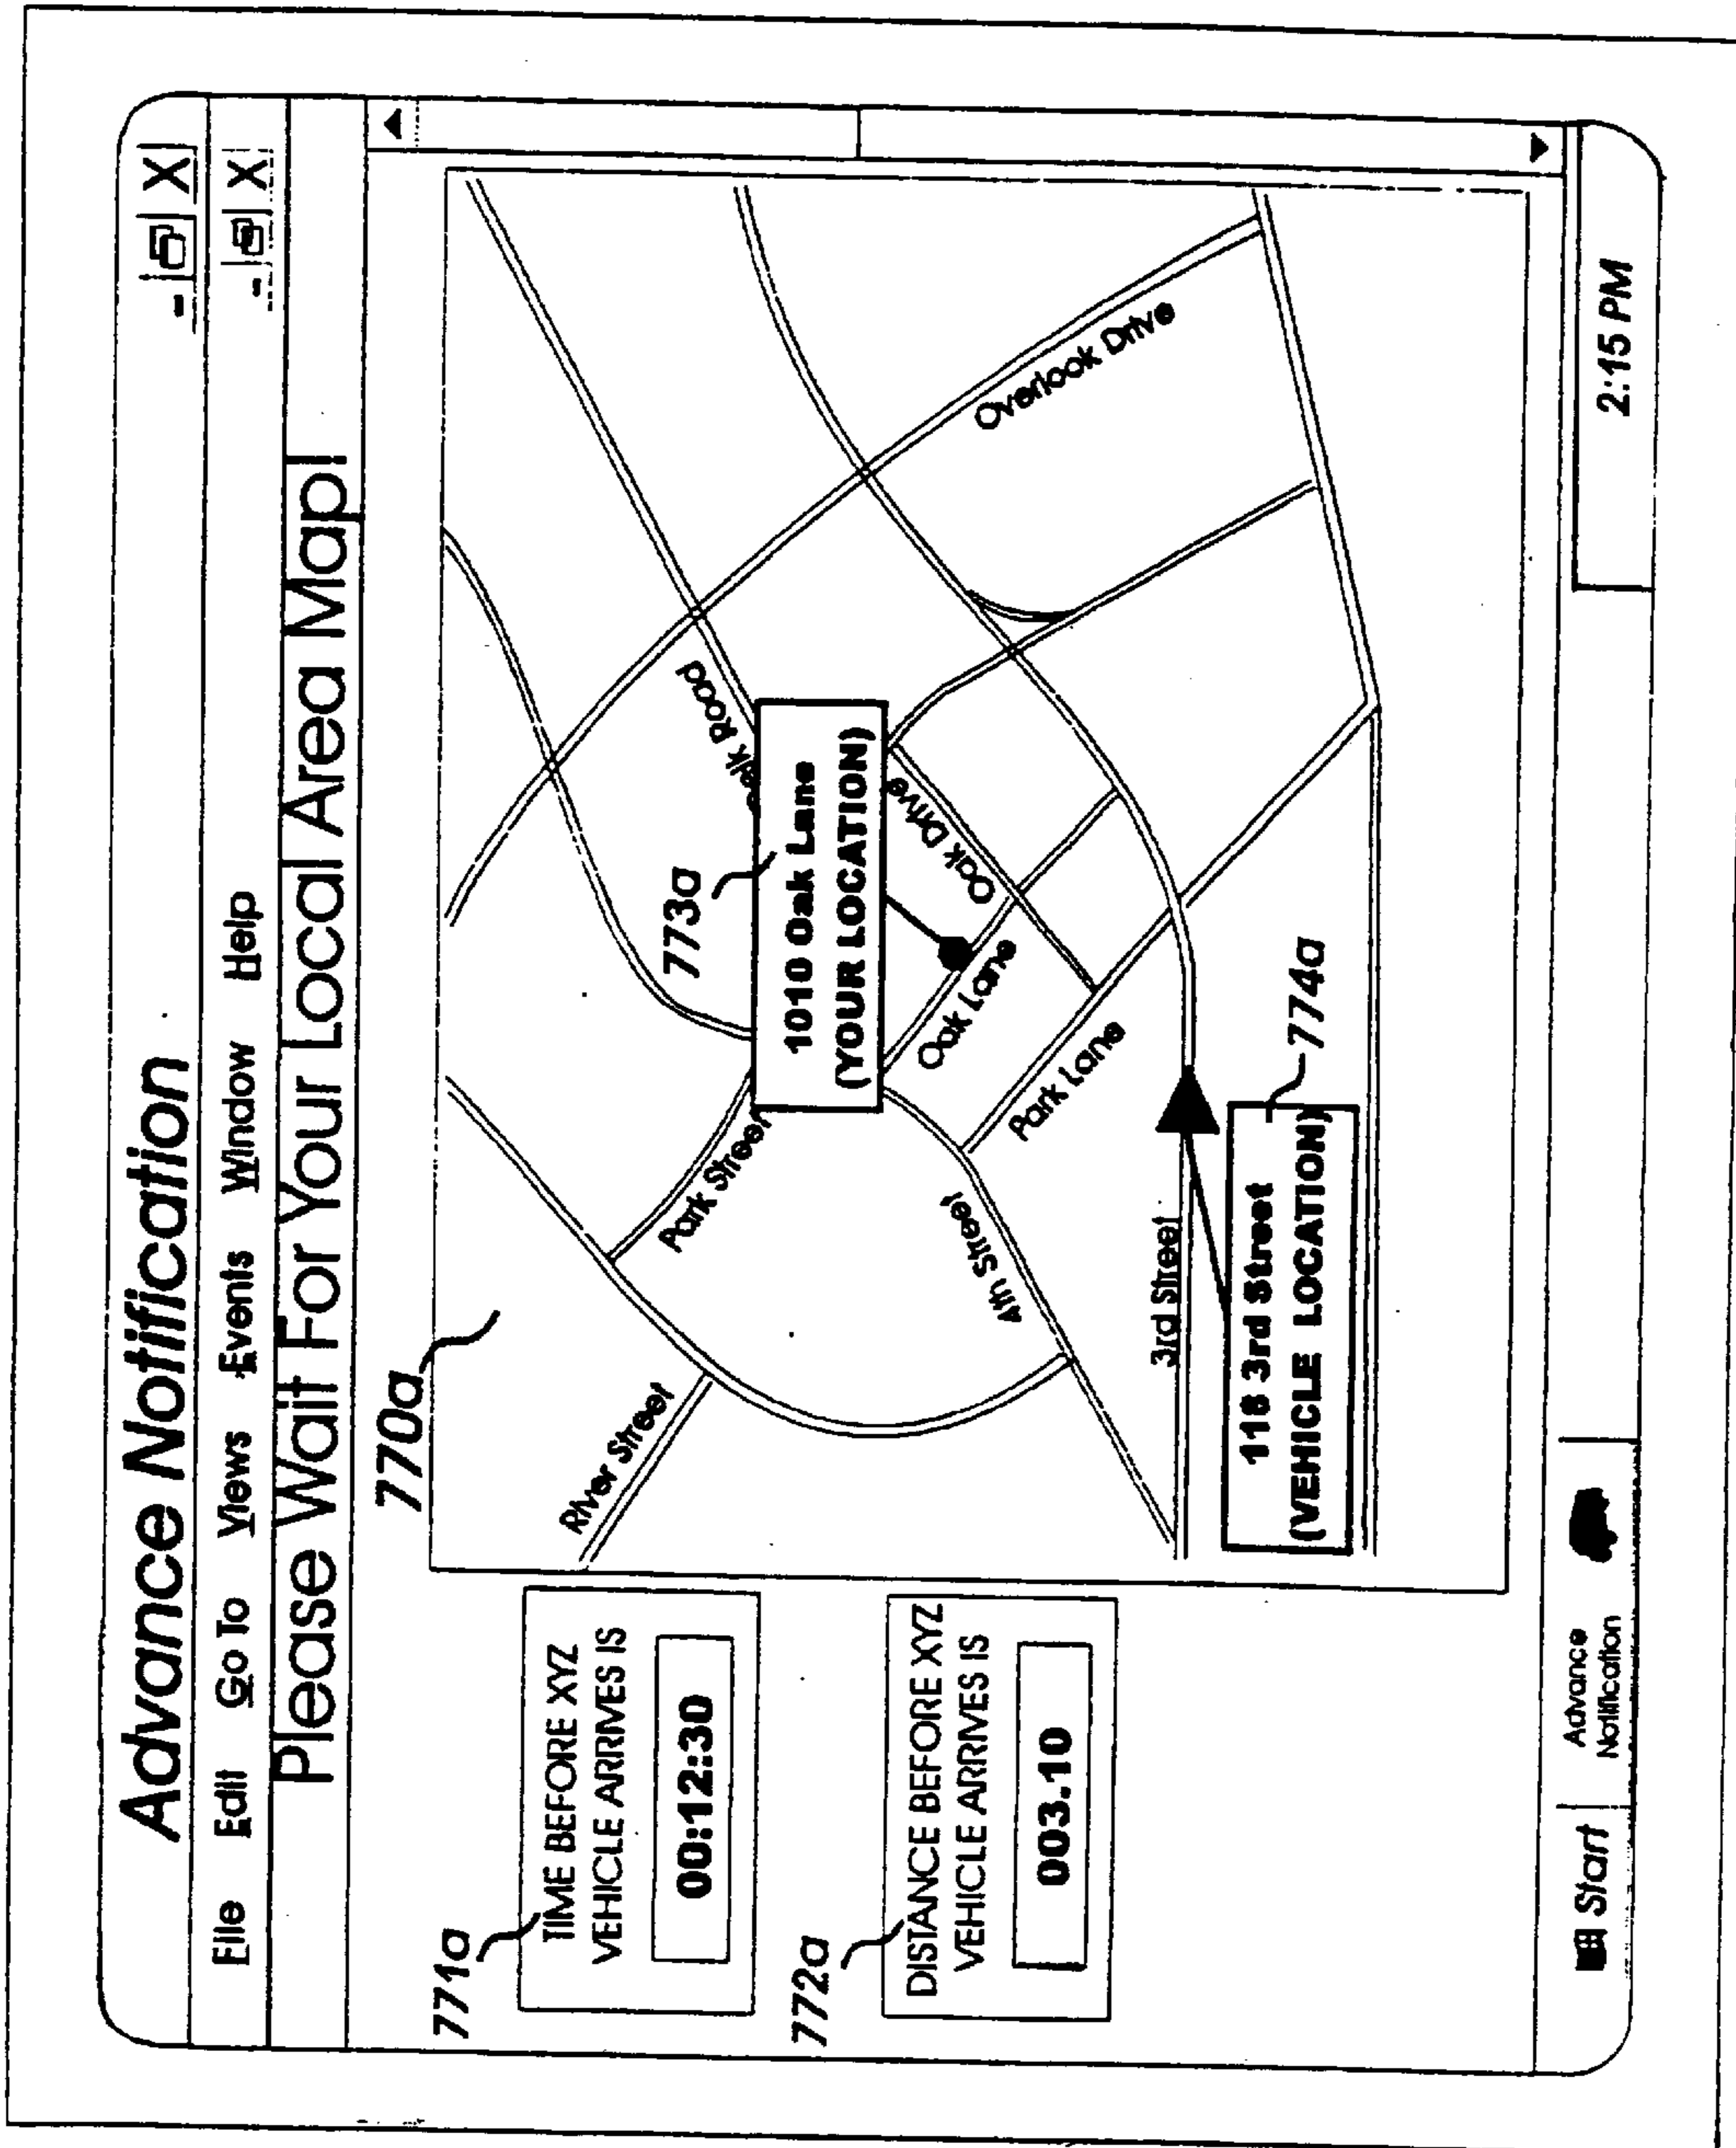 Advance Notification
File Edit Go To Views Events Window Help
Please Wait For Your Local Area Map!
770a
771a
TIME BEFORE XYZ
VEHICLE ARRIVES IS
00:12:30
772a
DISTANCE BEFORE XYZ
VEHICLE ARRIVES IS
003.10
River Street
Park Street
773a
1010 Oak Lane
(YOUR LOCATION)
Road
Oak Drive
Overlook Drive
Oak Lane
Park Lane
4th Street
3rd Street
774a
118 3rd Street
(VEHICLE LOCATION)
Start
Advance
Notification
2:15 PM